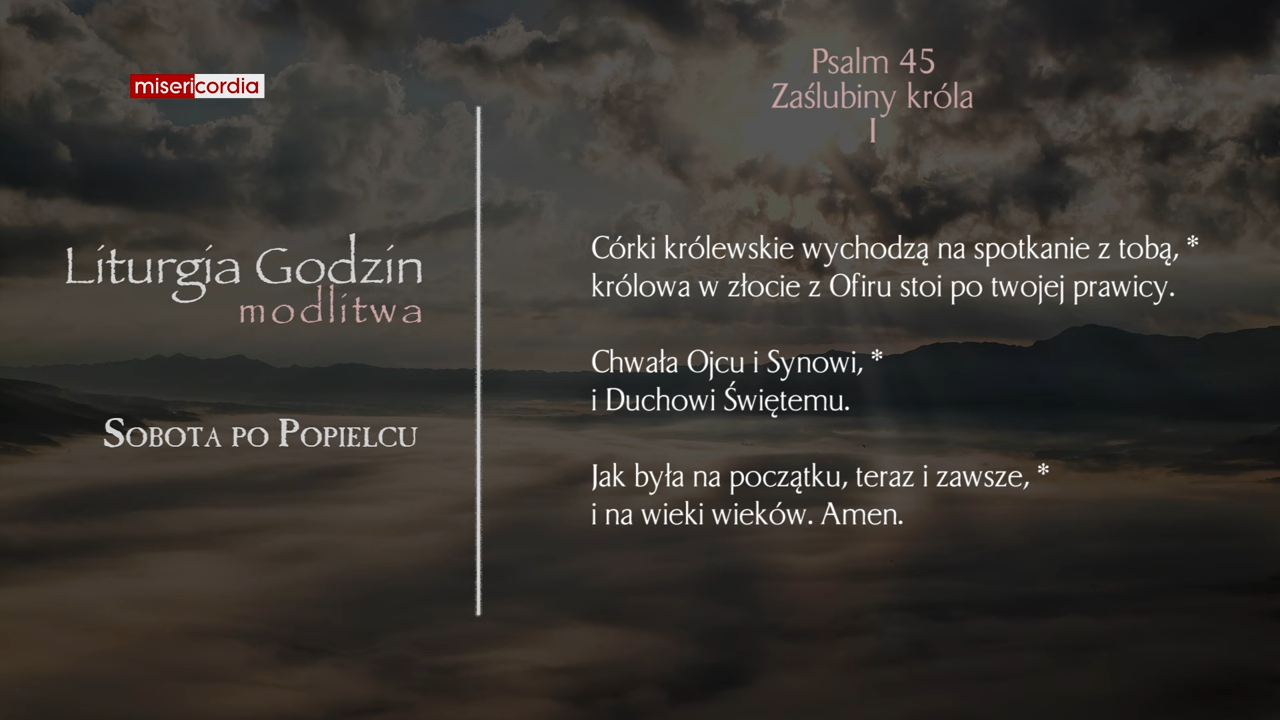 misericordia
Liturgia Godzin
modlitwa
Sobota po Popielcu
Psalm 45
Zaślubiny króla
I
Córki królewskie wychodzą na spotkanie z tobą, *
królowa w złocie z Ofiru stoi po twojej prawicy.
Chwała Ojcu i Synowi, *
i Duchowi Świętemu.
Jak była na początku, teraz i zawsze, *
i na wieki wieków. Amen.